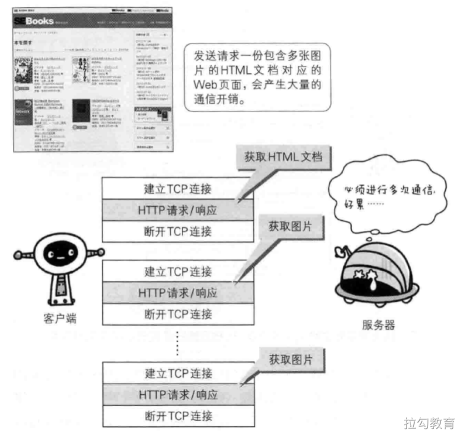 SEBooks
本を探す
发送请求一份包含多张图
片的HTML文档对应的
Web页面，会产生大量的
通信开销。
获取HTML文档
建立TCP连接
HTTP请求/响应
断开TCP连接
必须进行多次通信，
好累……
获取图片
建立TCP连接
HTTP请求/响应
断开TCP连接
客户端
服务器
获取图片
建立TCP连接
HTTP请求/响应
断开TCP连接
拉勾教育